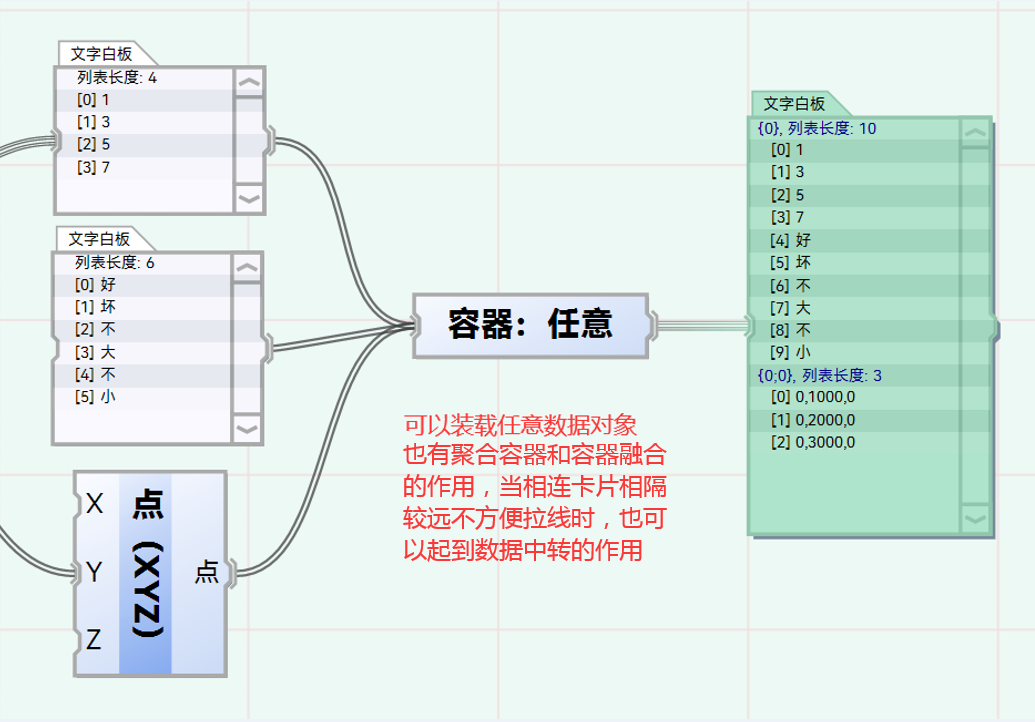 文字白板
列表长度: 4
[0] 1
[1] 3
[2] 5
[3] 7
文字白板
列表长度: 6
[0] 好
[1] 坏
[2] 不
[3] 大
[4] 不
[5] 小
X
Y
Z
点 (XYZ)
点
容器：任意
可以装载任意数据对象
也有聚合容器和容器融合
的作用，当相连卡片相隔
较远不方便拉线时，也可
以起到数据中转的作用
文字白板
{0}, 列表长度: 10
[0] 1
[1] 3
[2] 5
[3] 7
[4] 好
[5] 坏
[6] 不
[7] 大
[8] 不
[9] 小
{0;0}, 列表长度: 3
[0] 0,1000,0
[1] 0,2000,0
[2] 0,3000,0